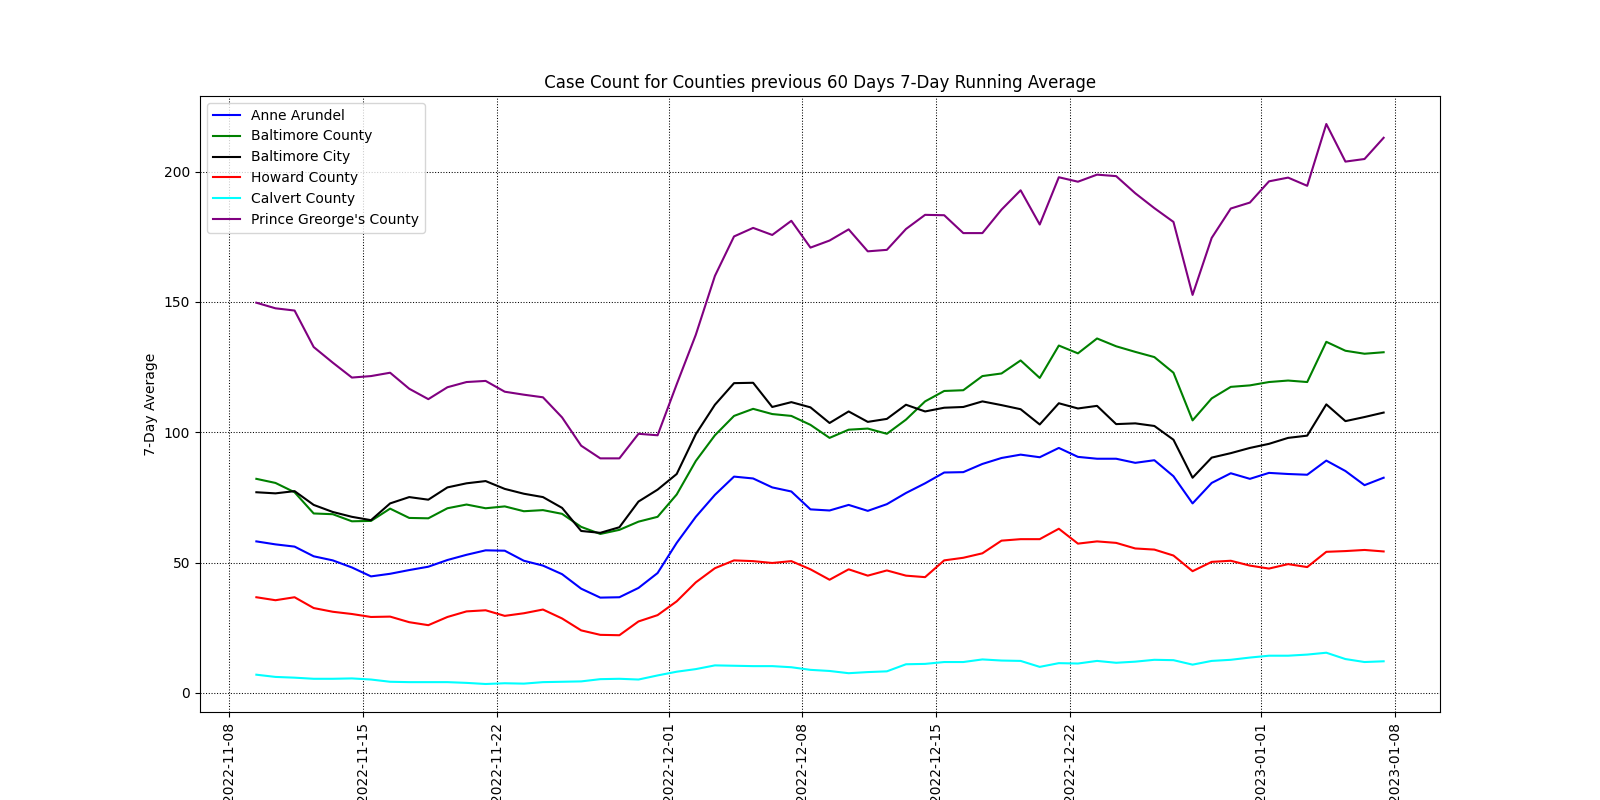 Case Count for Counties previous 60 Days 7-Day Running Average
Anne Arundel
Baltimore County
Baltimore City
Howard County
Calvert County
Prince Greorge's County
7-Day Average
200
150
100
50
0
2022-11-08
2022-11-15
2022-11-22
2022-12-01
2022-12-08
2022-12-15
2022-12-22
2023-01-01
2023-01-08